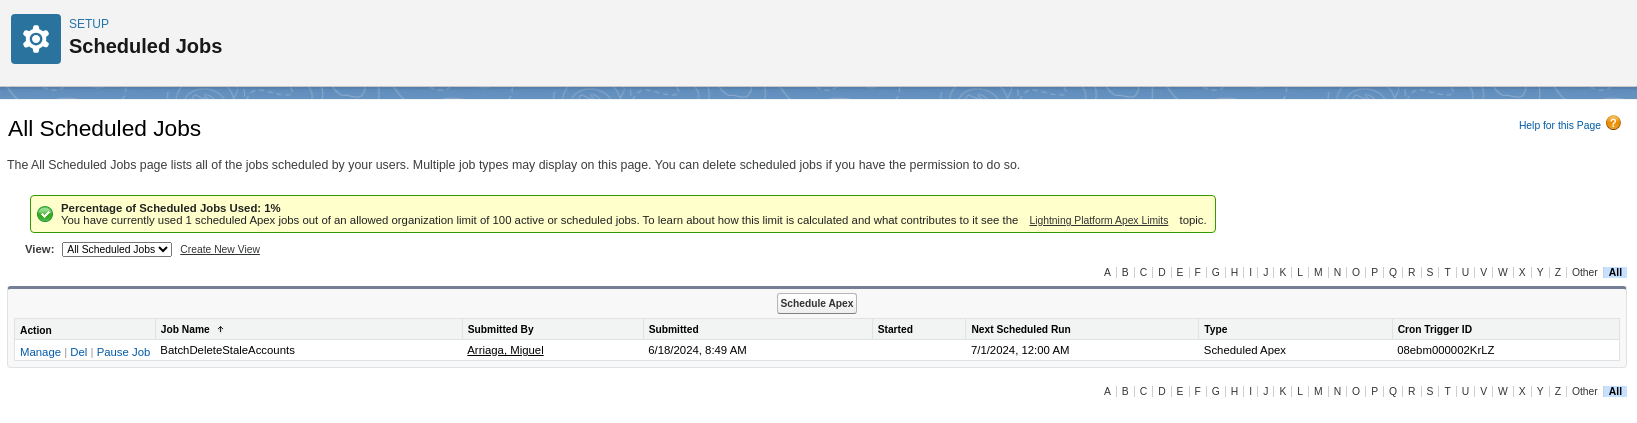 SETUP
Scheduled Jobs
All Scheduled Jobs
Help for this Page ?
The All Scheduled Jobs page lists all of the jobs scheduled by your users. Multiple job types may display on this page. You can delete scheduled jobs if you have the permission to do so.
Percentage of Scheduled Jobs Used: 1%
You have currently used 1 scheduled Apex jobs out of an allowed organization limit of 100 active or scheduled jobs. To learn about how this limit is calculated and what contributes to it see the Lightning Platform Apex Limits topic.
View: All Scheduled Jobs Create New View
A | B | C | D | E | F | G | H | I | J | K | L | M | N | O | P | Q | R | S | T | U | V | W | X | Y | Z | Other | All
Schedule Apex
Action Job Name ↑ Submitted By Submitted Started Next Scheduled Run Type Cron Trigger ID
Manage | Del | Pause Job BatchDeleteStaleAccounts Arriaga, Miguel 6/18/2024, 8:49 AM 7/1/2024, 12:00 AM Scheduled Apex 08ebm000002KrLZ
A | B | C | D | E | F | G | H | I | J | K | L | M | N | O | P | Q | R | S | T | U | V | W | X | Y | Z | Other | All